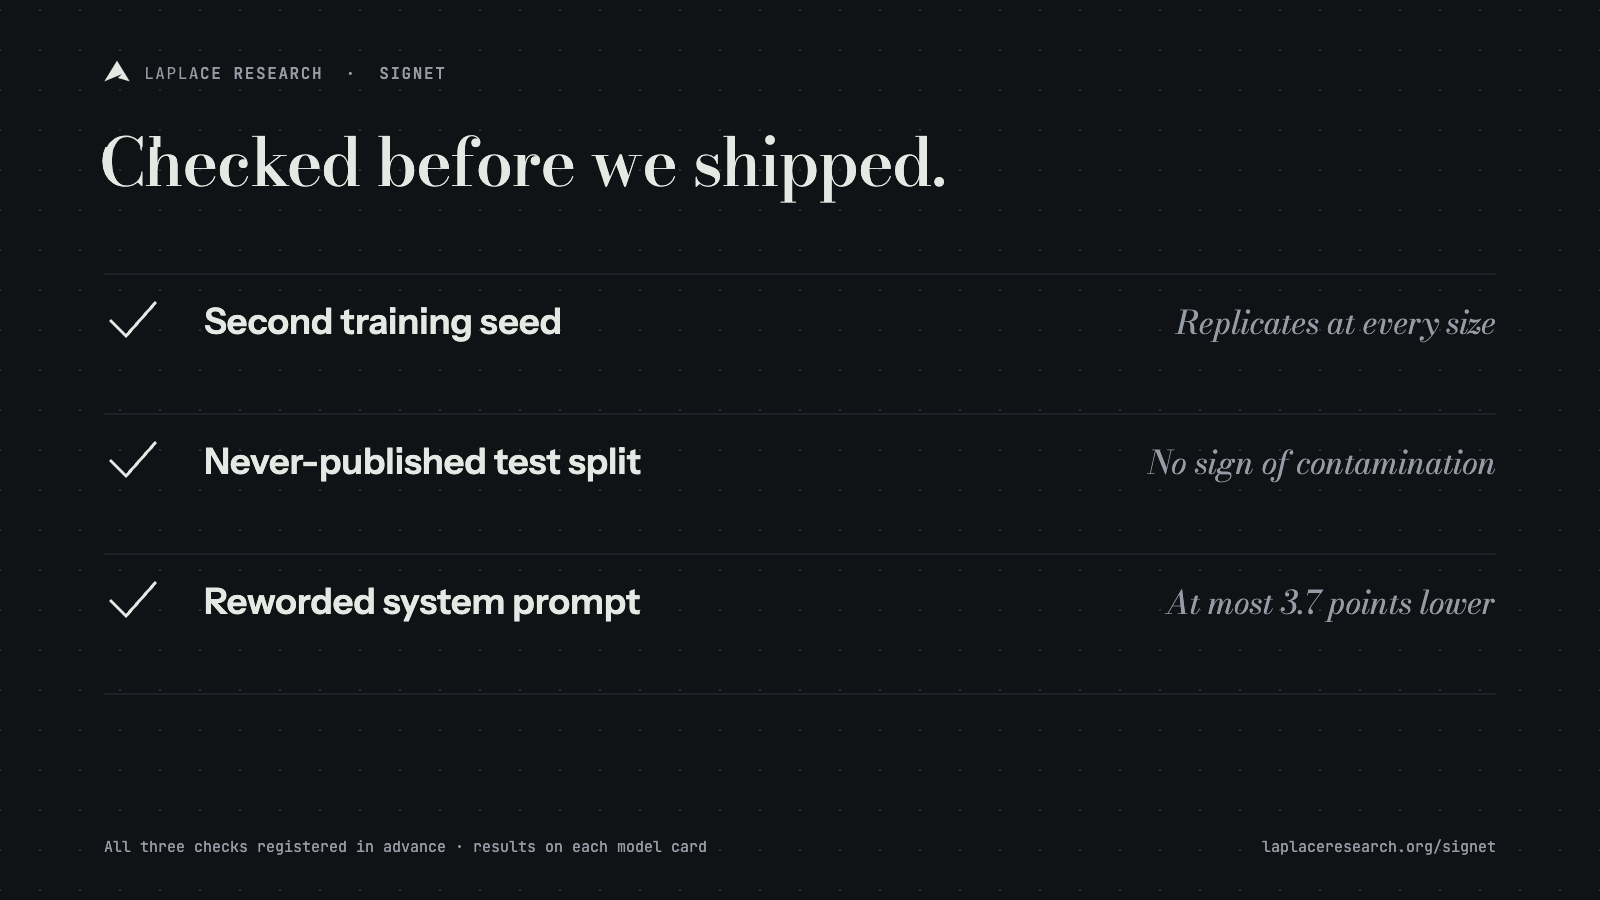 LAPLACE RESEARCH · SIGNET
Checked before we shipped.
Second training seed
Replicates at every size
Never-published test split
No sign of contamination
Reworded system prompt
At most 3.7 points lower
All three checks registered in advance · results on each model card
laplaceresearch.org/signet